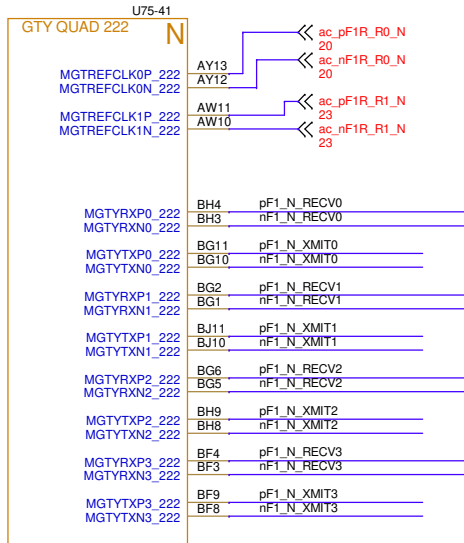 U75-41
GTY QUAD 222 N
ac_pF1R_R0_N
20
MGTREFCLK0P_222 AY13
ac_nF1R_R0_N
MGTREFCLK0N_222 AY12
20
ac_pF1R_R1_N
MGTREFCLK1P_222 AW11
23
MGTREFCLK1N_222 AW10
ac_nF1R_R1_N
23
MGTYRXP0_222 BH4 pF1_N_RECV0
MGTYRXN0_222 BH3 nF1_N_RECV0
MGTYTXP0_222 BG11 pF1_N_XMIT0
MGTYTXN0_222 BG10 nF1_N_XMIT0
MGTYRXP1_222 BG2 pF1_N_RECV1
MGTYRXN1_222 BG1 nF1_N_RECV1
MGTYTXP1_222 BJ11 pF1_N_XMIT1
MGTYTXN1_222 BJ10 nF1_N_XMIT1
MGTYRXP2_222 BG6 pF1_N_RECV2
MGTYRXN2_222 BG5 nF1_N_RECV2
MGTYTXP2_222 BH9 pF1_N_XMIT2
MGTYTXN2_222 BH8 nF1_N_XMIT2
MGTYRXP3_222 BF4 pF1_N_RECV3
MGTYRXN3_222 BF3 nF1_N_RECV3
MGTYTXP3_222 BF9 pF1_N_XMIT3
MGTYTXN3_222 BF8 nF1_N_XMIT3